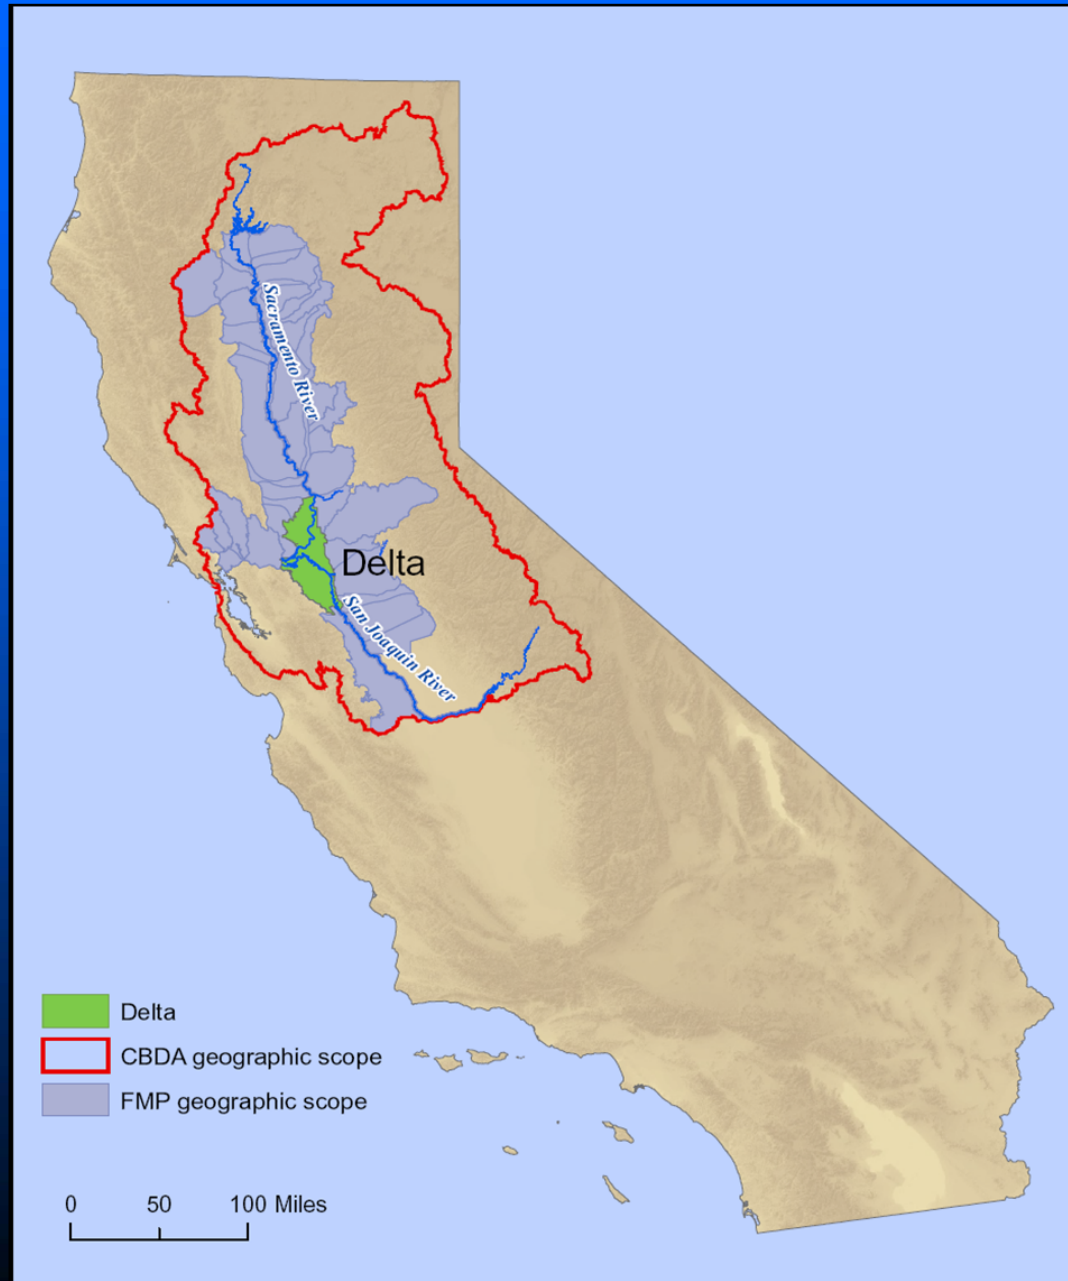 Sacramento River
Delta
San Joaquin River
Delta
CBDA geographic scope
FMP geographic scope
0 50 100 Miles